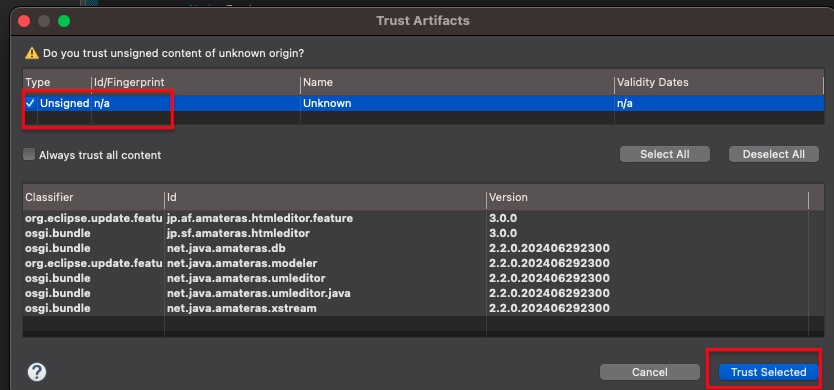 Trust Artifacts
Do you trust unsigned content of unknown origin?
Type Id/Fingerprint Name Validity Dates
Unsigned n/a Unknown n/a
Always trust all content Select All Deselect All
Classifier Id Version
org.eclipse.update.featu jp.af.amateras.htmleditor.feature 3.0.0
osgi.bundle jp.sf.amateras.htmleditor 3.0.0
osgi.bundle net.java.amateras.db 2.2.0.202406292300
org.eclipse.update.featu net.java.amateras.modeler 2.2.0.202406292300
osgi.bundle net.java.amateras.umleditor 2.2.0.202406292300
osgi.bundle net.java.amateras.umleditor.java 2.2.0.202406292300
osgi.bundle net.java.amateras.xstream 2.2.0.202406292300
? Cancel Trust Selected